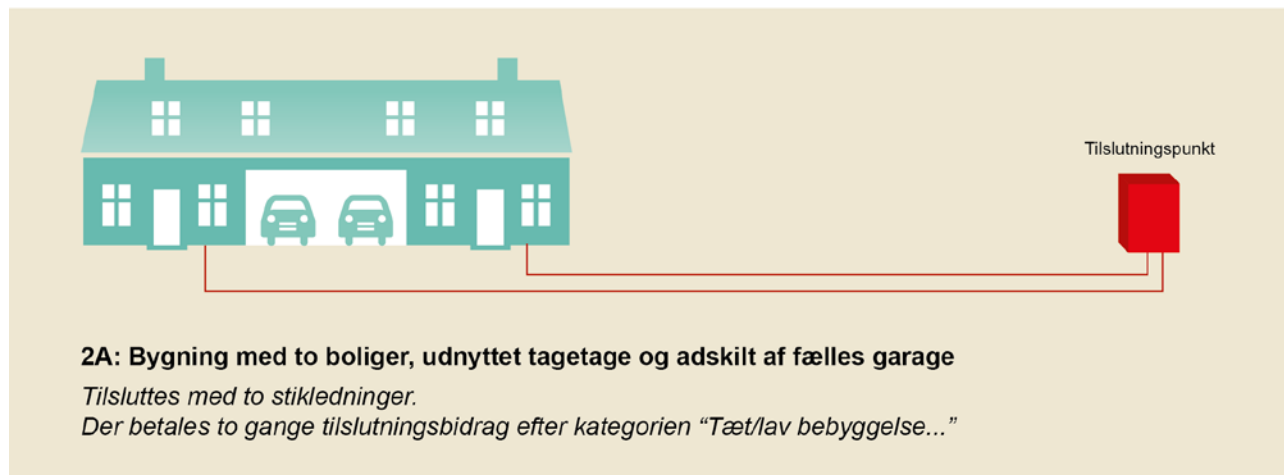 Tilslutningspunkt
2A: Bygning med to boliger, udnyttet tagetage og adskilt af fælles garage
Tilsluttes med to stikledninger.
Der betales to gange tilslutningsbidrag efter kategorien “Tæt/lav bebyggelse...”